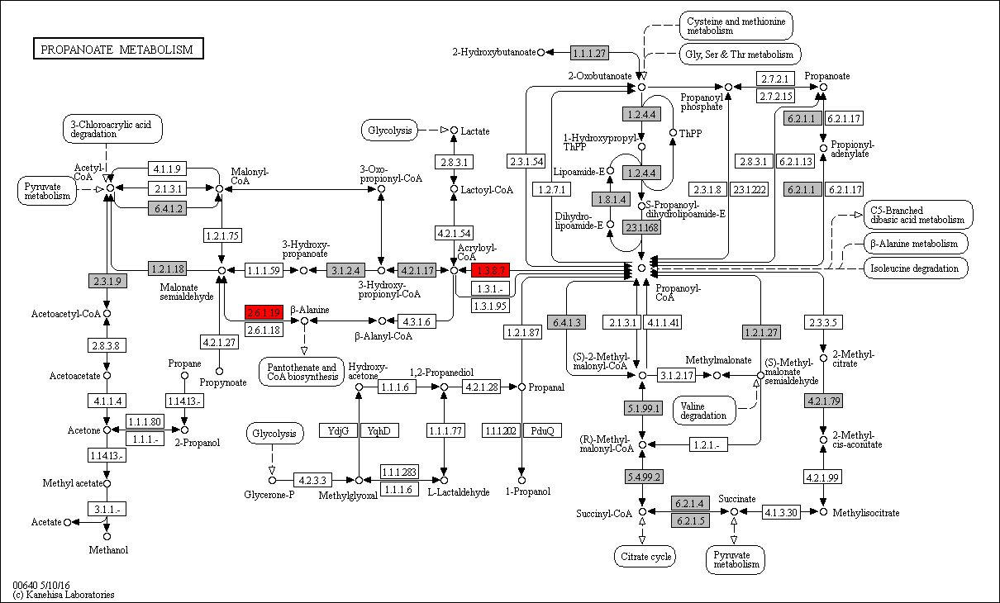 PROPANOATE METABOLISM
Cysteine and methionine
metabolism
Gly, Ser & Thr metabolism
2-Hydroxybutanoate
1.1.1.27
2-Oxobutanoate
Propanoyl
phosphate
2.7.2.1
2.7.2.15
Propanoate
1.2.4.4
ThPP
6.2.1.1
6.2.1.17
1-Hydroxypropyl-
ThPP
Propionyl-
adenylate
3-Chloroacrylic acid
degradation
Glycolysis
Lactate
2.8.3.1
2.3.1.54
2.8.3.1
6.2.1.13
Acetyl-
CoA
4.1.1.9
Malonyl-
CoA
3-Oxo-
propionyl-CoA
Lactoyl-CoA
Lipoamide-E
1.2.4.4
Pyruvate
metabolism
2.1.3.1
6.4.1.2
1.2.7.1
1.8.1.4
2.3.1.8
2.3.1.222
6.2.1.1
6.2.1.17
S-Propanoyl-
dihydrolipoamide-E
Dihydro-
lipoamide-E
2.3.1.168
C5-Branched
dibasic acid metabolism
β-Alanine metabolism
Isoleucine degradation
1.2.1.75
4.2.1.54
3-Hydroxy-
propanoate
Acryloyl-
CoA
1.2.1.18
1.1.1.59
3.1.2.4
4.2.1.17
1.3.8.7
2.3.1.9
Malonate
semialdehyde
3-Hydroxy-
propionyl-CoA
1.3.1.-
1.3.1.95
Propanoyl-
CoA
Acetoacetyl-CoA
2.6.1.19
2.6.1.18
β-Alanine
β-Alanyl-CoA
4.3.1.6
1.2.1.87
6.4.1.3
2.1.3.1
4.1.1.41
1.2.1.27
2.3.3.5
2.8.3.8
4.2.1.27
Pantothenate and
CoA biosynthesis
(S)-2-Methyl-
malonyl-CoA
Methylmalonate
(S)-Methyl-
malonate
semialdehyde
2-Methyl-
citrate
Acetoacetate
Propane
Propynoate
Hydroxy-
acetone
1,2-Propanediol
1.1.1.6
4.2.1.28
Propanal
3.1.2.17
4.1.1.4
1.14.13.-
5.1.99.1
Valine
degradation
4.2.1.79
Acetone
1.1.1.80
1.1.1.-
2-Propanol
Glycolysis
YdjG
YqhD
1.1.1.77
1.1.1.202
PduQ
(R)-Methyl-
malonyl-CoA
1.2.1.-
2-Methyl-
cis-aconitate
1.14.13.-
Methyl acetate
Glycerone-P
4.2.3.3
Methylglyoxal
1.1.1.283
1.1.1.6
L-Lactaldehyde
1-Propanol
5.4.99.2
4.2.1.99
3.1.1.-
Acetate
Methanol
Succinyl-CoA
6.2.1.4
6.2.1.5
Succinate
4.1.3.30
Methylisocitrate
Citrate cycle
Pyruvate
metabolism
00640 5/10/16
(c) Kanehisa Laboratories